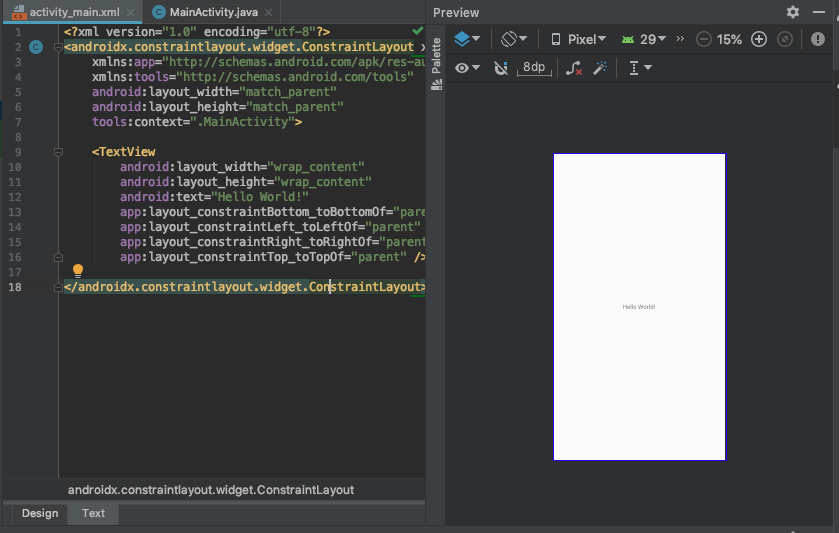 activity_main.xml
MainActivity.java
Preview
1 <?xml version="1.0" encoding="utf-8"?>
2 <androidx.constraintlayout.widget.ConstraintLayout x
3 xmlns:app="http://schemas.android.com/apk/res-au
4 xmlns:tools="http://schemas.android.com/tools"
5 android:layout_width="match_parent"
6 android:layout_height="match_parent"
7 tools:context=".MainActivity">
8
9 <TextView
10 android:layout_width="wrap_content"
11 android:layout_height="wrap_content"
12 android:text="Hello World!"
13 app:layout_constraintBottom_toBottomOf="pare
14 app:layout_constraintLeft_toLeftOf="parent"
15 app:layout_constraintRight_toRightOf="parent
16 app:layout_constraintTop_toTopOf="parent" />
17
18 </androidx.constraintlayout.widget.ConstraintLayout>
C
C
androidx.constraintlayout.widget.ConstraintLayout
Design
Text
Palette
Pixel
29
»
15%
8dp
Hello World!